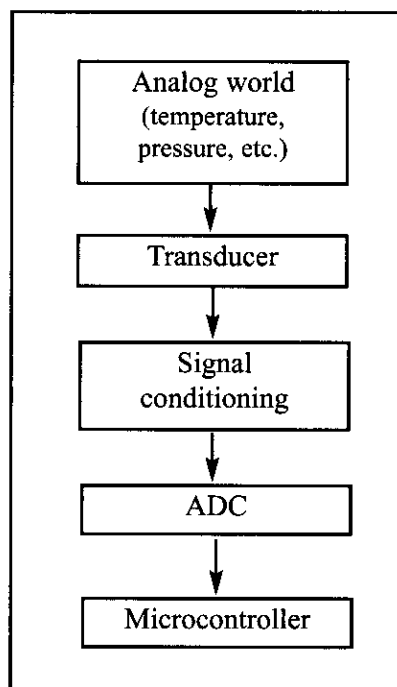 Analog world
(temperature,
pressure, etc.)
Transducer
Signal
conditioning
ADC
Microcontroller